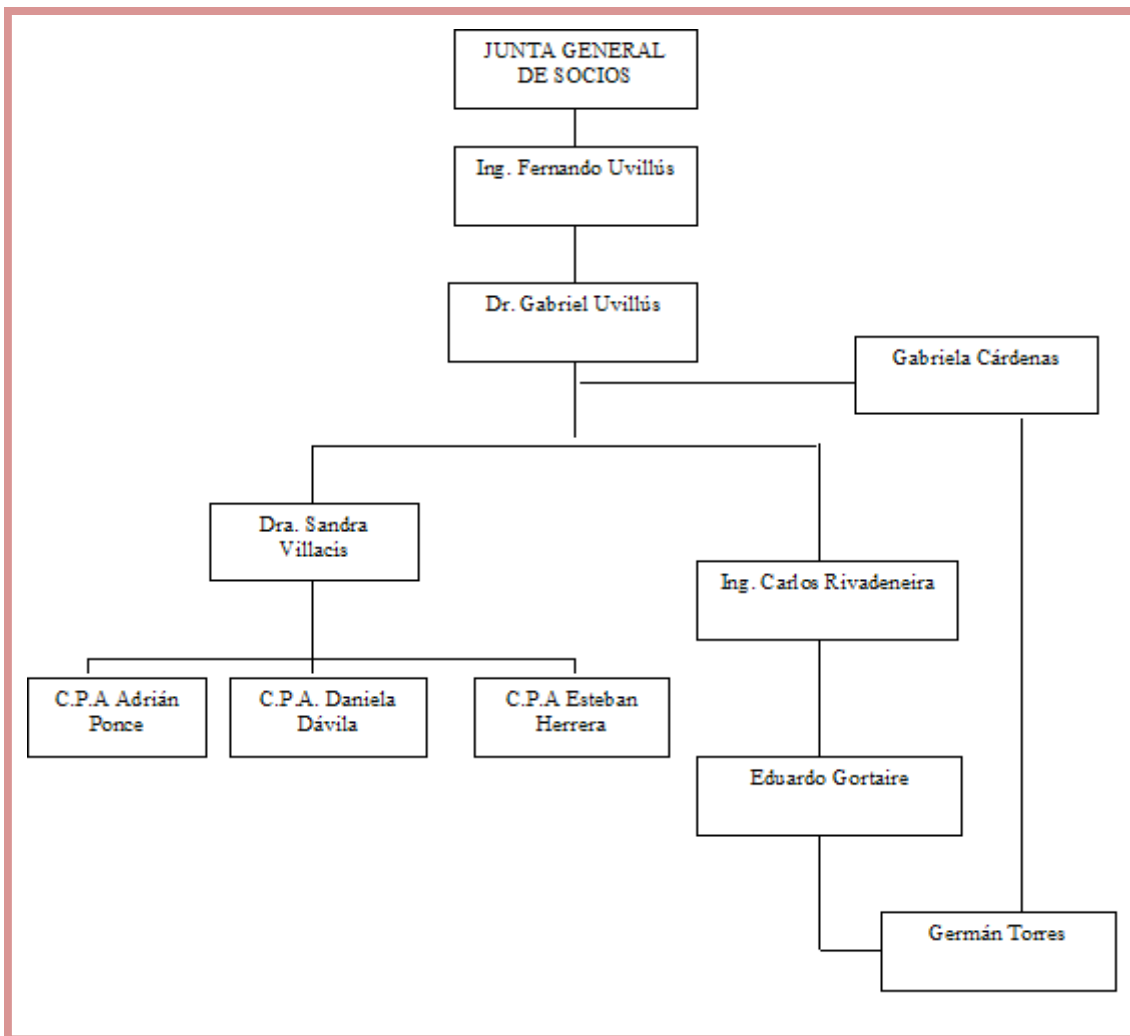 JUNTA GENERAL
DE SOCIOS
Ing. Fernando Uvillús
Dr. Gabriel Uvillús
Gabriela Cárdenas
Dra. Sandra
Villacís
Ing. Carlos Rivadeneira
C.P.A Adrián
Ponce
C.P.A. Daniela
Dávila
C.P.A Esteban
Herrera
Eduardo Gortaire
Germán Torres